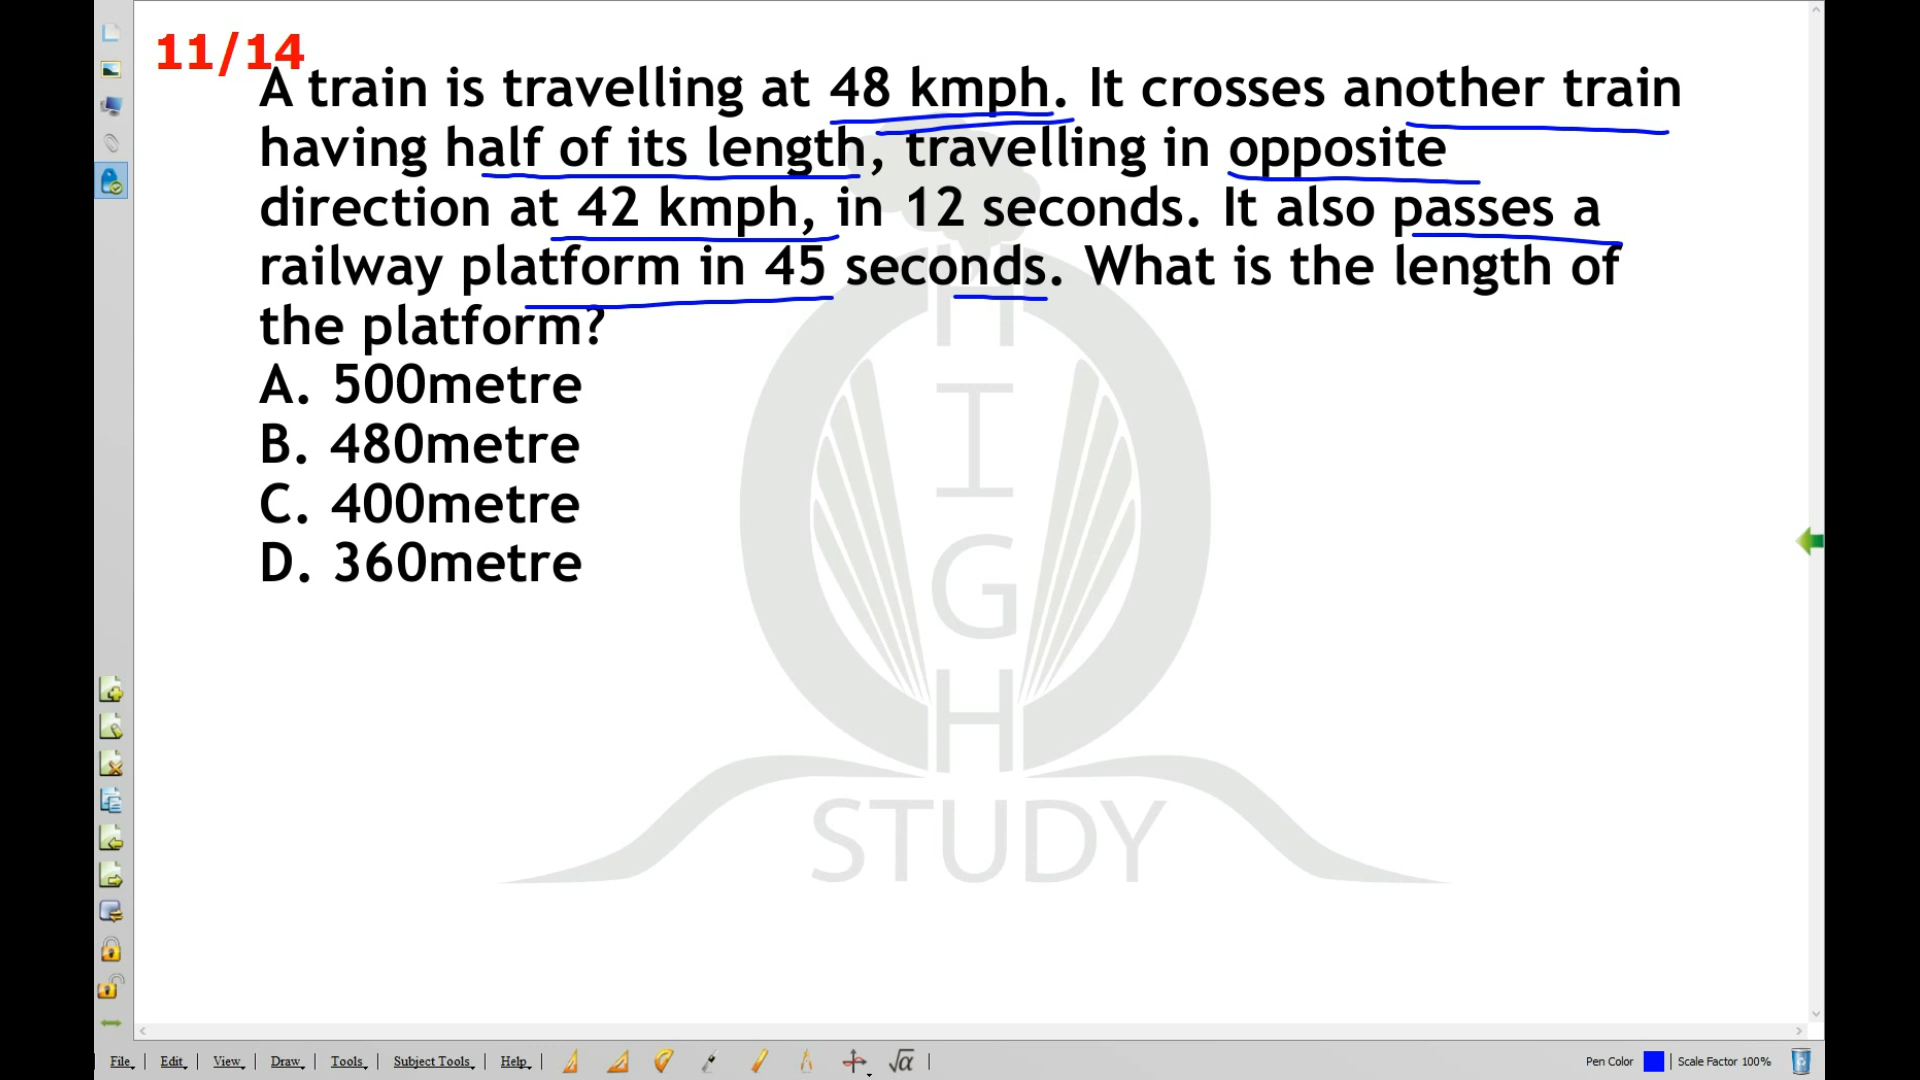 11/14
A train is travelling at 48 kmph. It crosses another train
having half of its length, travelling in opposite
direction at 42 kmph, in 12 seconds. It also passes a
railway platform in 45 seconds. What is the length of
the platform?
A. 500metre
B. 480metre
C. 400metre
D. 360metre
HIGH
STUDY
File Edit View Draw Tools Subject Tools Help √α Pen Color Scale Factor 100%